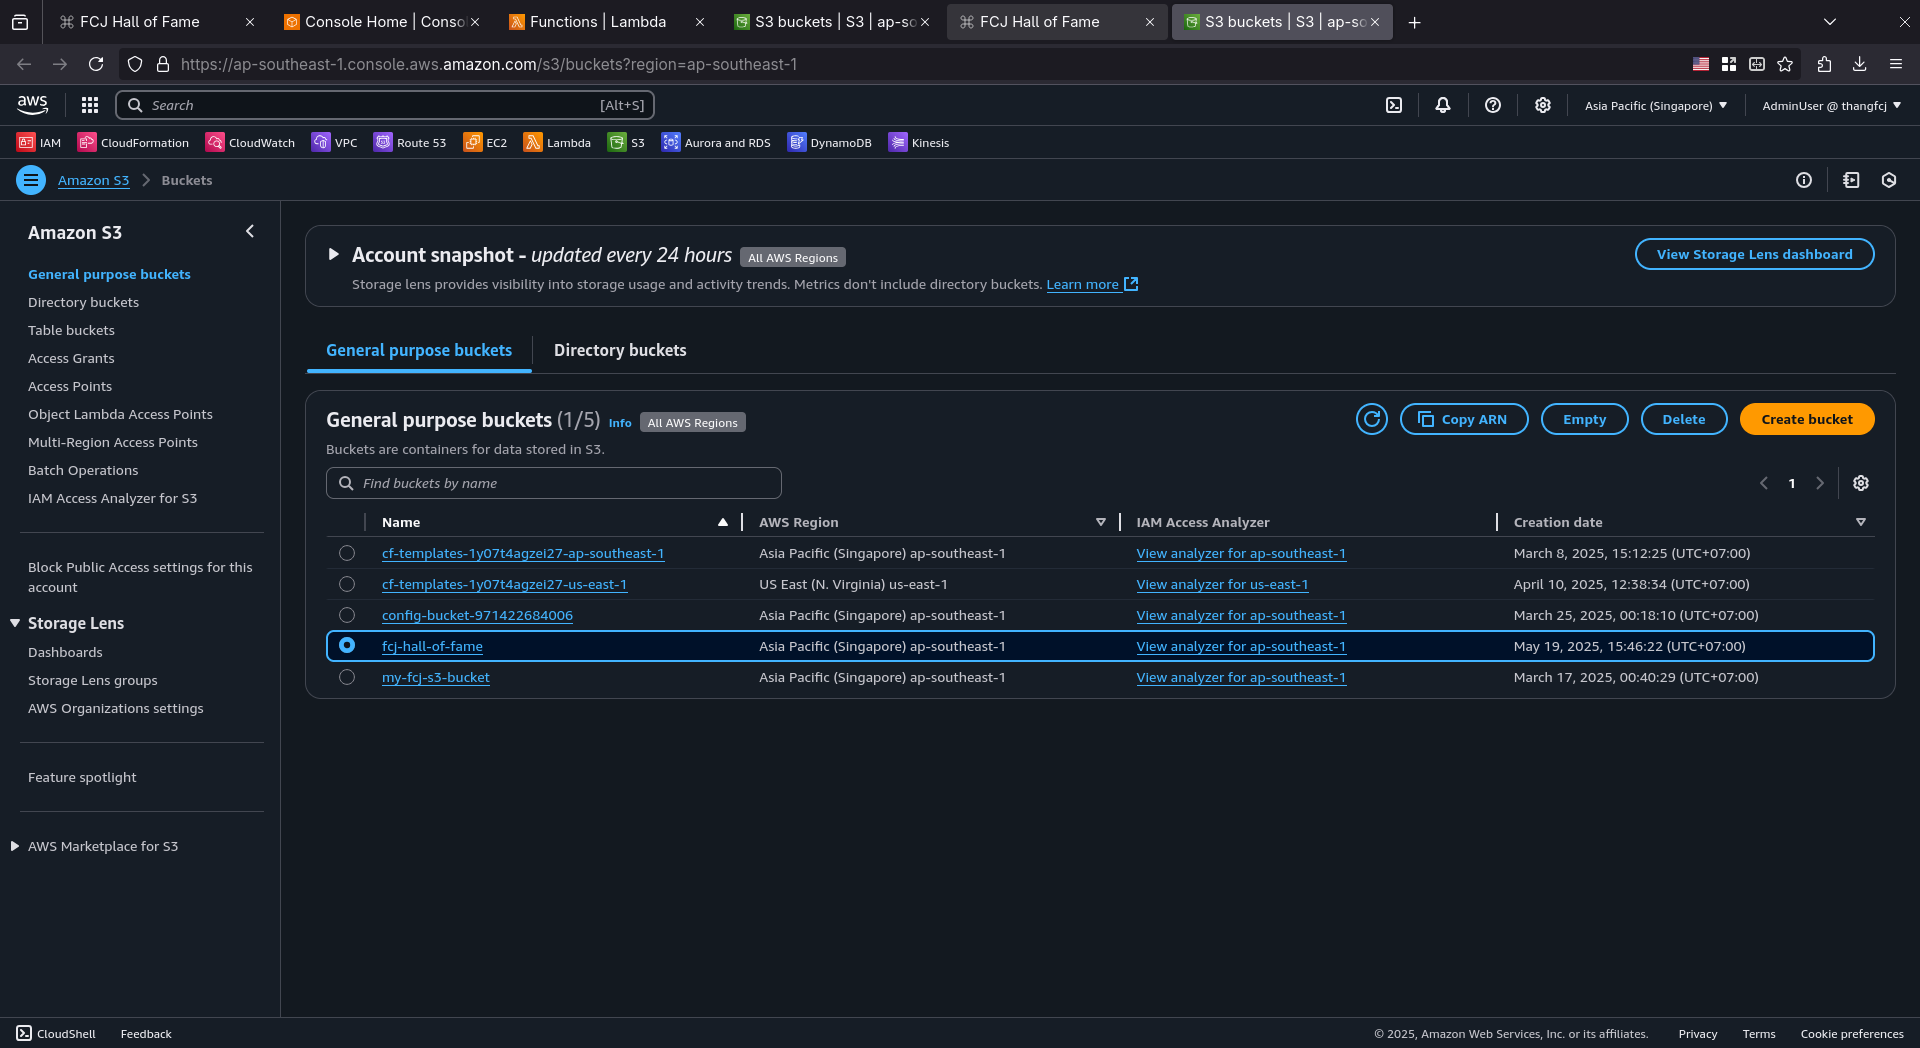 FCJ Hall of Fame
Console Home | Conso
Functions | Lambda
S3 buckets | S3 | ap-so
FCJ Hall of Fame
S3 buckets | S3 | ap-so
https://ap-southeast-1.console.aws.amazon.com/s3/buckets?region=ap-southeast-1
aws
Search
[Alt+S]
Asia Pacific (Singapore)
AdminUser @ thangfcj
IAM
CloudFormation
CloudWatch
VPC
Route 53
EC2
Lambda
S3
Aurora and RDS
DynamoDB
Kinesis
Amazon S3
Buckets
Amazon S3
General purpose buckets
Directory buckets
Table buckets
Access Grants
Access Points
Object Lambda Access Points
Multi-Region Access Points
Batch Operations
IAM Access Analyzer for S3
Block Public Access settings for this
account
Storage Lens
Dashboards
Storage Lens groups
AWS Organizations settings
Feature spotlight
AWS Marketplace for S3
Account snapshot - updated every 24 hours
All AWS Regions
View Storage Lens dashboard
Storage lens provides visibility into storage usage and activity trends. Metrics don't include directory buckets. Learn more
General purpose buckets
Directory buckets
General purpose buckets (1/5)
Info
All AWS Regions
Copy ARN
Empty
Delete
Create bucket
Buckets are containers for data stored in S3.
Find buckets by name
1
Name
AWS Region
IAM Access Analyzer
Creation date
cf-templates-1y07t4agzei27-ap-southeast-1
Asia Pacific (Singapore) ap-southeast-1
View analyzer for ap-southeast-1
March 8, 2025, 15:12:25 (UTC+07:00)
cf-templates-1y07t4agzei27-us-east-1
US East (N. Virginia) us-east-1
View analyzer for us-east-1
April 10, 2025, 12:38:34 (UTC+07:00)
config-bucket-971422684006
Asia Pacific (Singapore) ap-southeast-1
View analyzer for ap-southeast-1
March 25, 2025, 00:18:10 (UTC+07:00)
fcj-hall-of-fame
Asia Pacific (Singapore) ap-southeast-1
View analyzer for ap-southeast-1
May 19, 2025, 15:46:22 (UTC+07:00)
my-fcj-s3-bucket
Asia Pacific (Singapore) ap-southeast-1
View analyzer for ap-southeast-1
March 17, 2025, 00:40:29 (UTC+07:00)
CloudShell
Feedback
© 2025, Amazon Web Services, Inc. or its affiliates.
Privacy
Terms
Cookie preferences